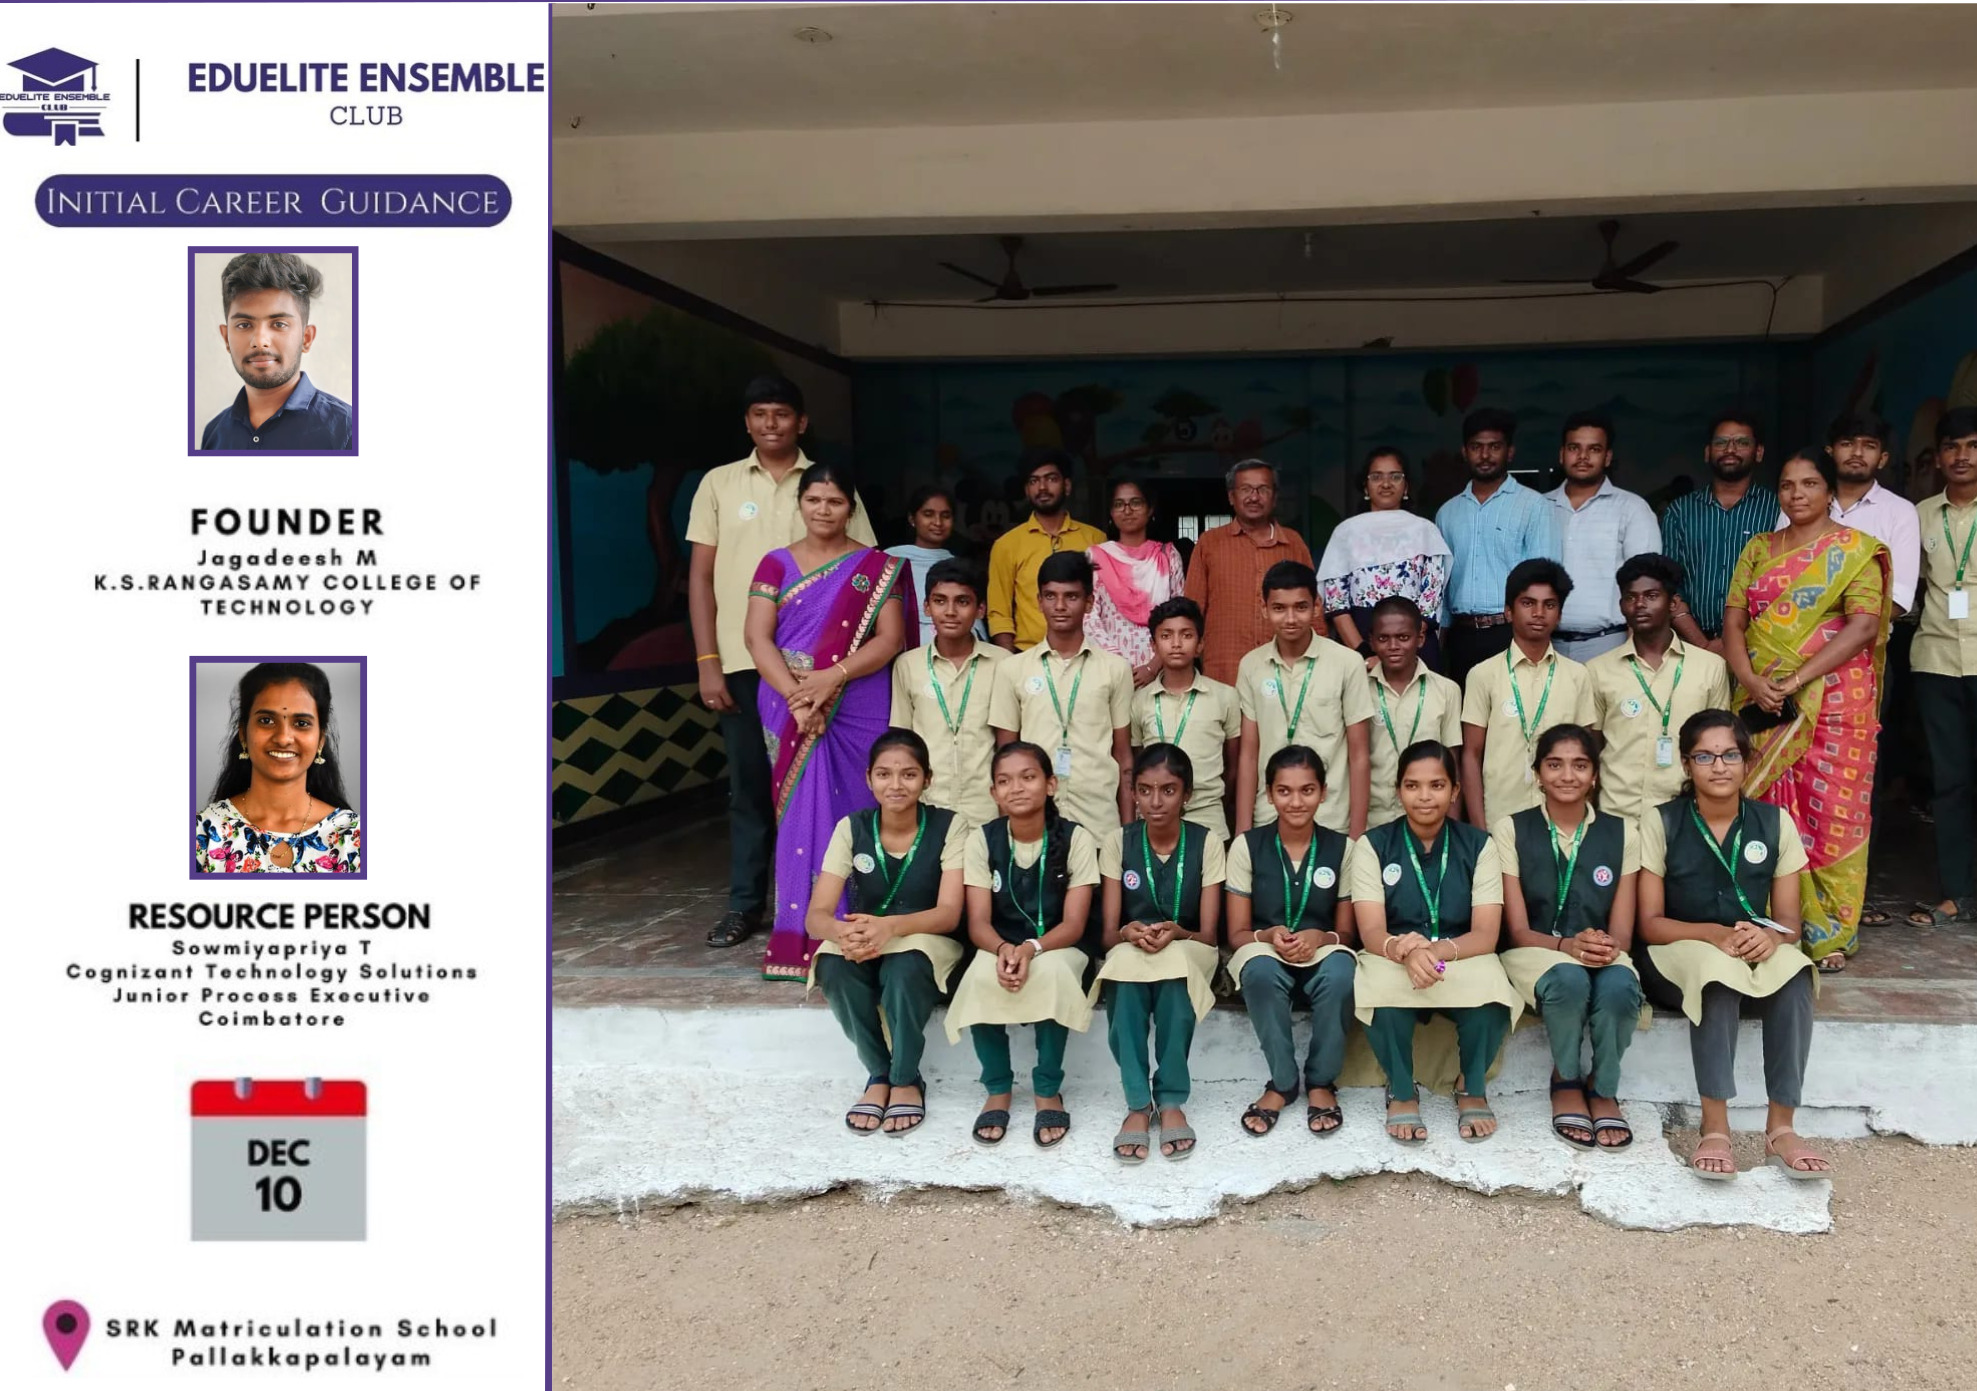 EDUELITE ENSEMBLE
CLUB
EDUELITE ENSEMBLE
CLUB
INITIAL CAREER GUIDANCE
FOUNDER
Jagadeesh M
K.S.RANGASAMY COLLEGE OF
TECHNOLOGY
RESOURCE PERSON
Sowmiyapriya T
Cognizant Technology Solutions
Junior Process Executive
Coimbatore
DEC
10
SRK Matriculation School
Pallakkapalayam